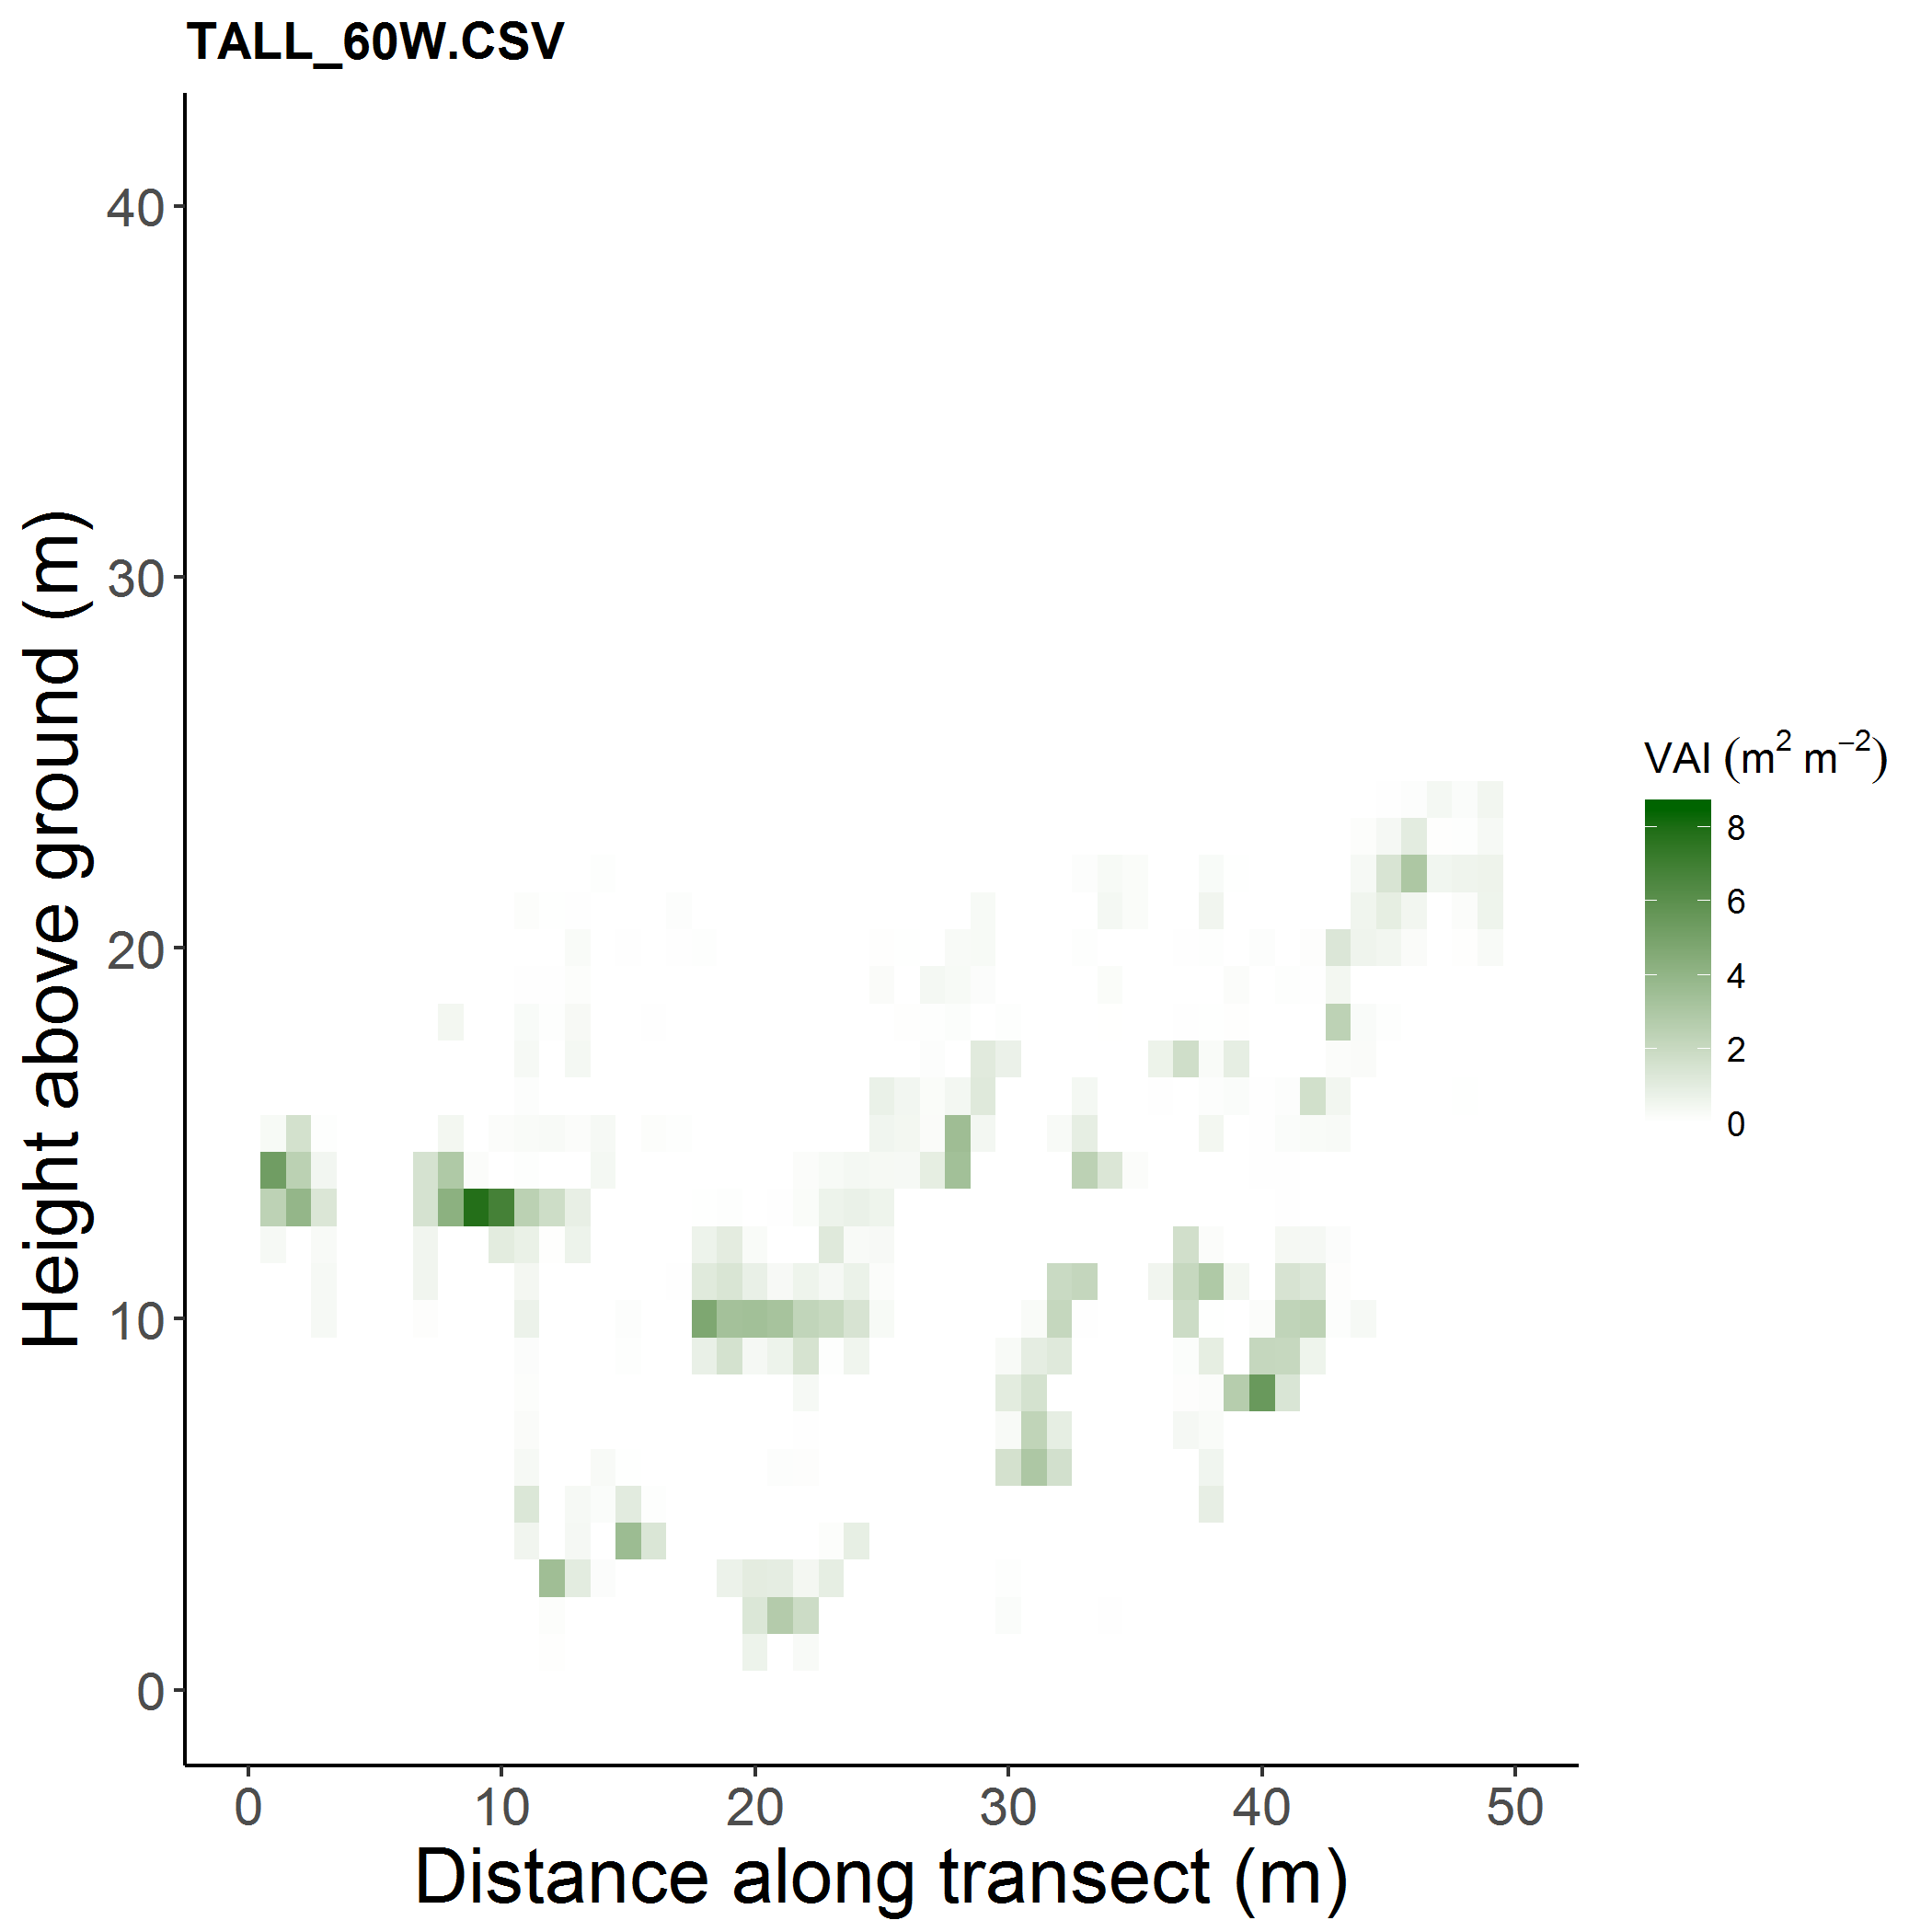 TALL_60W.CSV
Height above ground (m)
40
30
20
10
0
0 10 20 30 40 50
Distance along transect (m)
VAI (m² m⁻²)
8
6
4
2
0